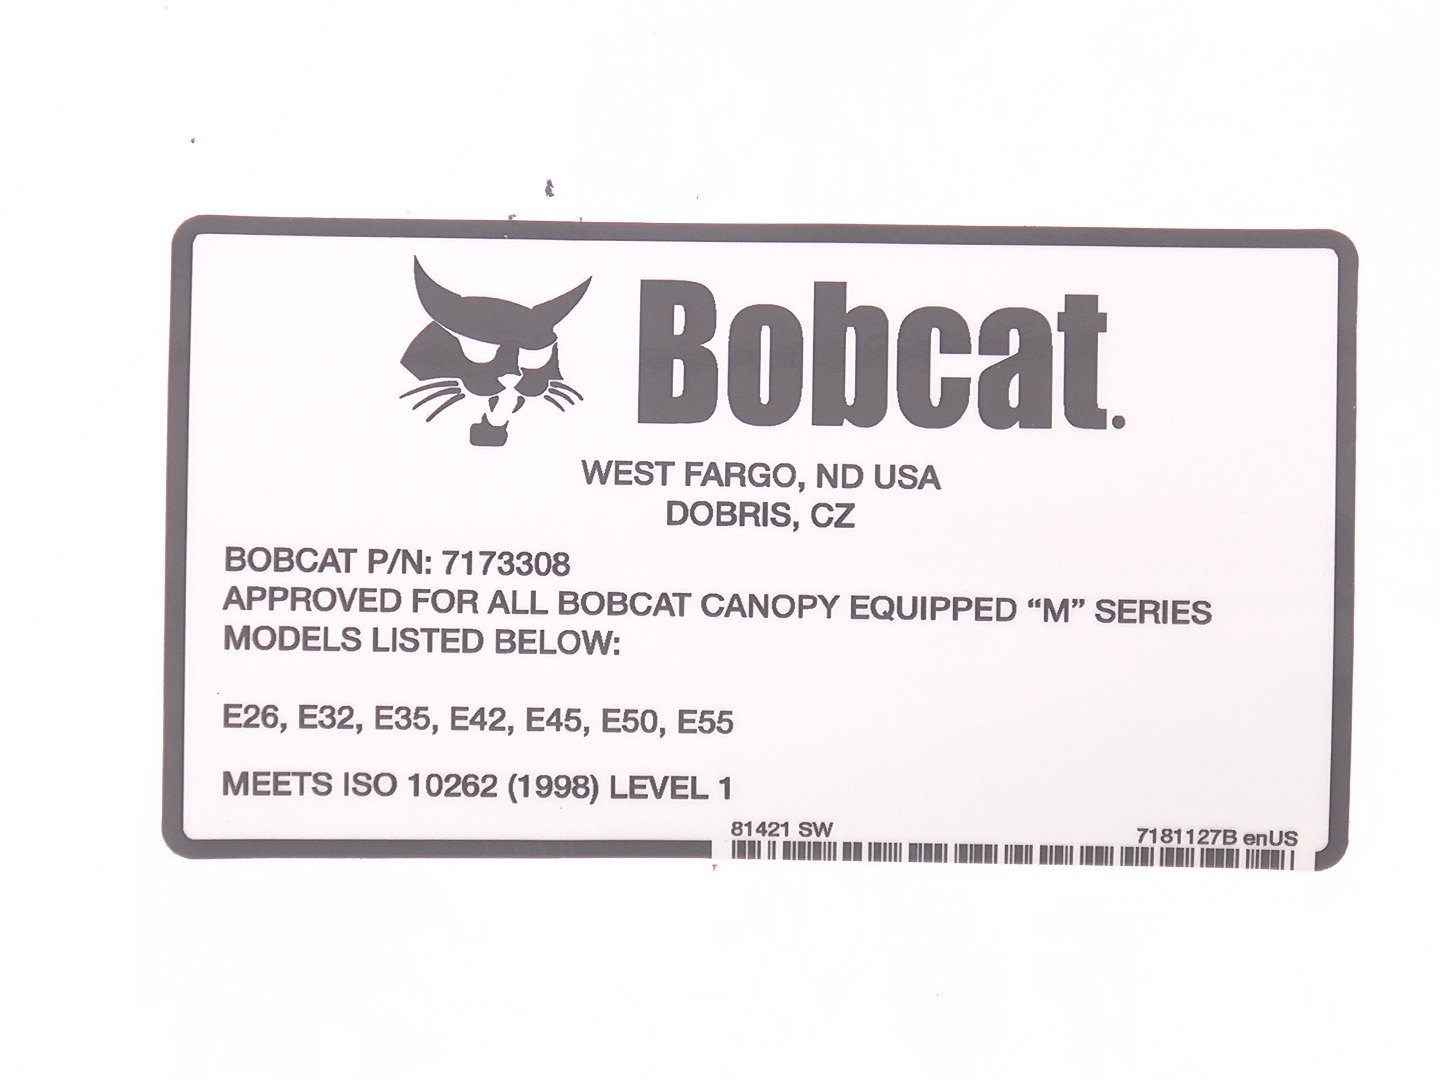 Bobcat.
WEST FARGO, ND USA
DOBRIS, CZ
BOBCAT P/N: 7173308
APPROVED FOR ALL BOBCAT CANOPY EQUIPPED “M” SERIES
MODELS LISTED BELOW:
E26, E32, E35, E42, E45, E50, E55
MEETS ISO 10262 (1998) LEVEL 1
81421 SW 7181127B enUS